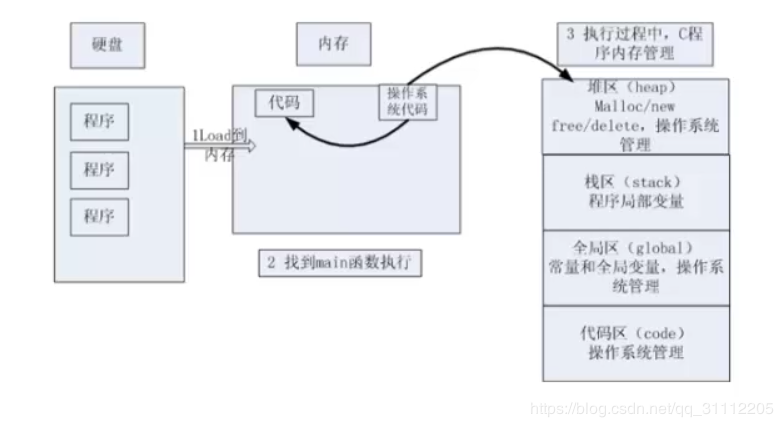 硬盘
内存
3 执行过程中，C程
序内存管理
程序
程序
程序
1Load到
内存
代码
操作系
统代码
2 找到main函数执行
堆区（heap）
Malloc/new
free/delete，操作系统
管理
栈区（stack）
程序局部变量
全局区（global）
常量和全局变量，操作系
统管理
代码区（code）
操作系统管理
https://blog.csdn.net/qq_31112205